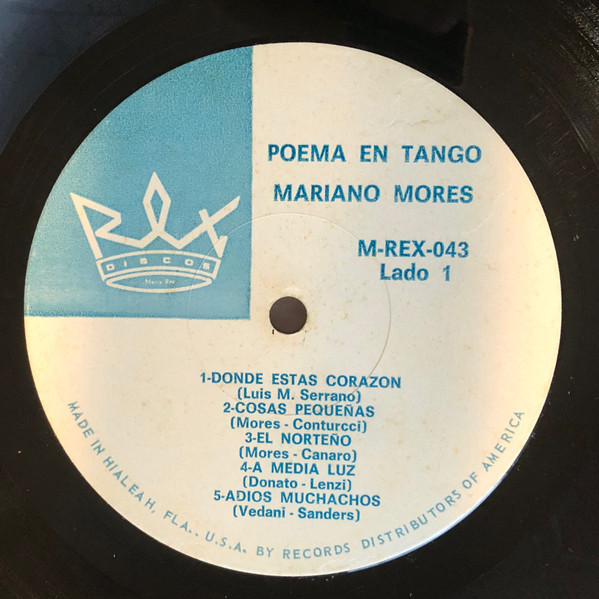 Rex
DISCOS
POEMA EN TANGO
MARIANO MORES
M-REX-043
Lado 1
1-DONDE ESTAS CORAZON
(Luis M. Serrano)
2-COSAS PEQUEÑAS
(Mores - Conturcci)
3-EL NORTEÑO
(Mores - Canaro)
4-A MEDIA LUZ
(Donato - Lenzi)
5-ADIOS MUCHACHOS
(Vedani - Sanders)
MADE IN HIALEAH, FLA.. U.S.A. BY RECORDS DISTRIBUTORS OF AMERICA